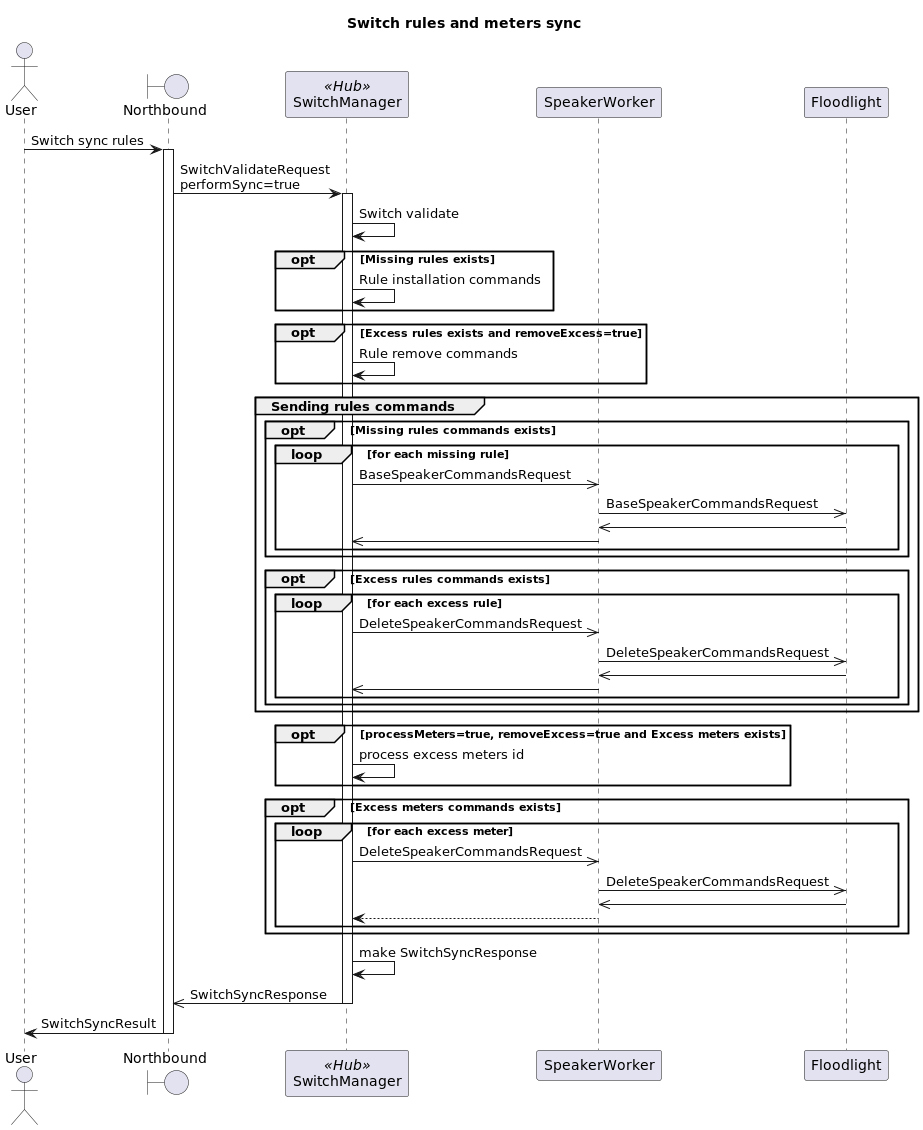 Switch rules and meters sync
User
Northbound
«Hub»
SwitchManager
SpeakerWorker
Floodlight
Switch sync rules
SwitchValidateRequest
performSync=true
Switch validate
opt [Missing rules exists]
Rule installation commands
opt [Excess rules exists and removeExcess=true]
Rule remove commands
Sending rules commands
opt [Missing rules commands exists]
loop [for each missing rule]
BaseSpeakerCommandsRequest
BaseSpeakerCommandsRequest
opt [Excess rules commands exists]
loop [for each excess rule]
DeleteSpeakerCommandsRequest
DeleteSpeakerCommandsRequest
opt [processMeters=true, removeExcess=true and Excess meters exists]
process excess meters id
opt [Excess meters commands exists]
loop [for each excess meter]
DeleteSpeakerCommandsRequest
DeleteSpeakerCommandsRequest
make SwitchSyncResponse
SwitchSyncResponse
SwitchSyncResult
User
Northbound
«Hub»
SwitchManager
SpeakerWorker
Floodlight